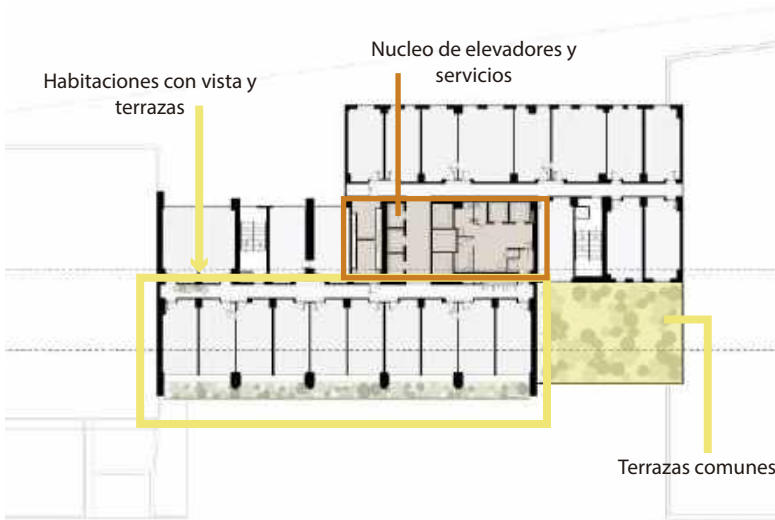 Nucleo de elevadores y
servicios
Habitaciones con vista y
terrazas
Terrazas comunes